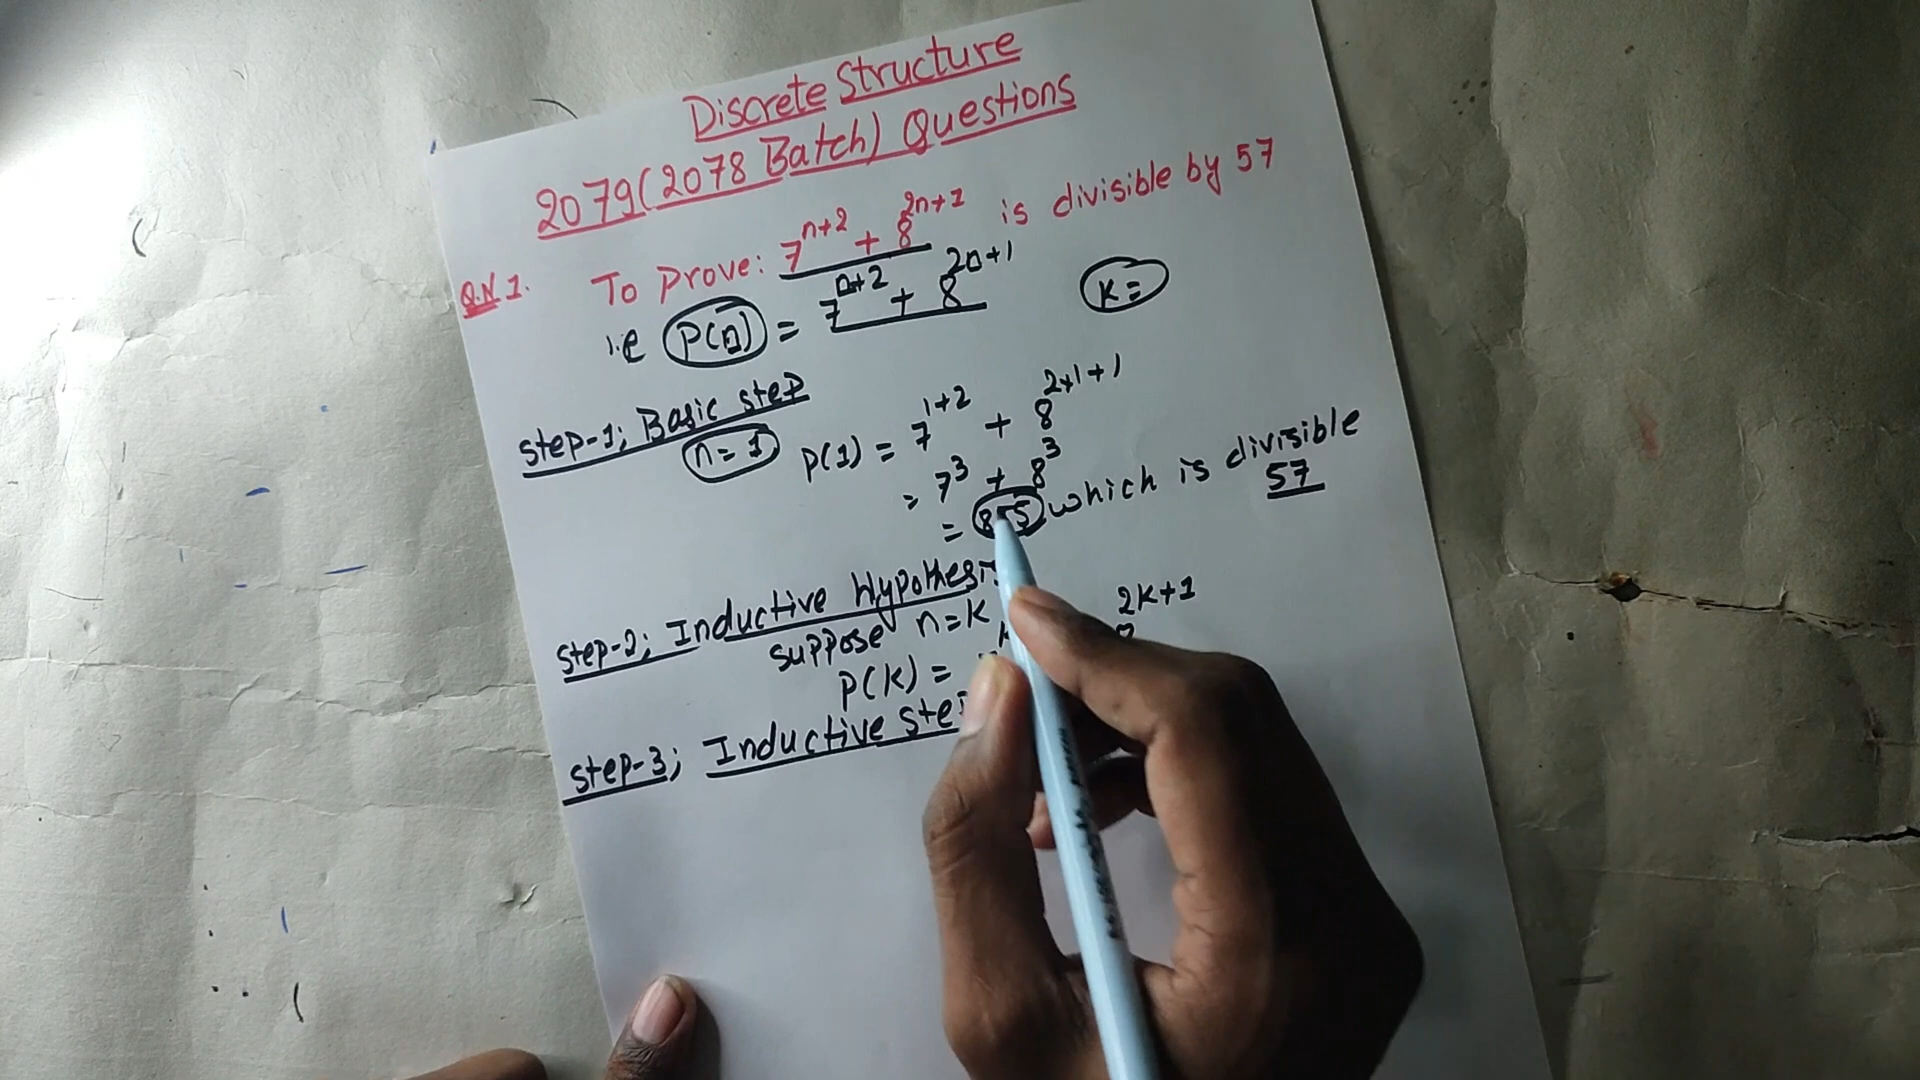 Discrete Structure
2079(2078 Batch) Questions
Q.N 1. To prove: 7^{n+2} + 8^{2n+1} is divisible by 57
i.e P(n) = 7^{n+2} + 8^{2n+1} K=
step-1; Basic step
n=1 P(1) = 7^{1+2} + 8^{2*1+1}
= 7^3 + 8^3
= 855 which is divisible
57
step-2; Inductive Hypothesis
suppose n=k
P(k) = 2k+1
step-3; Inductive step